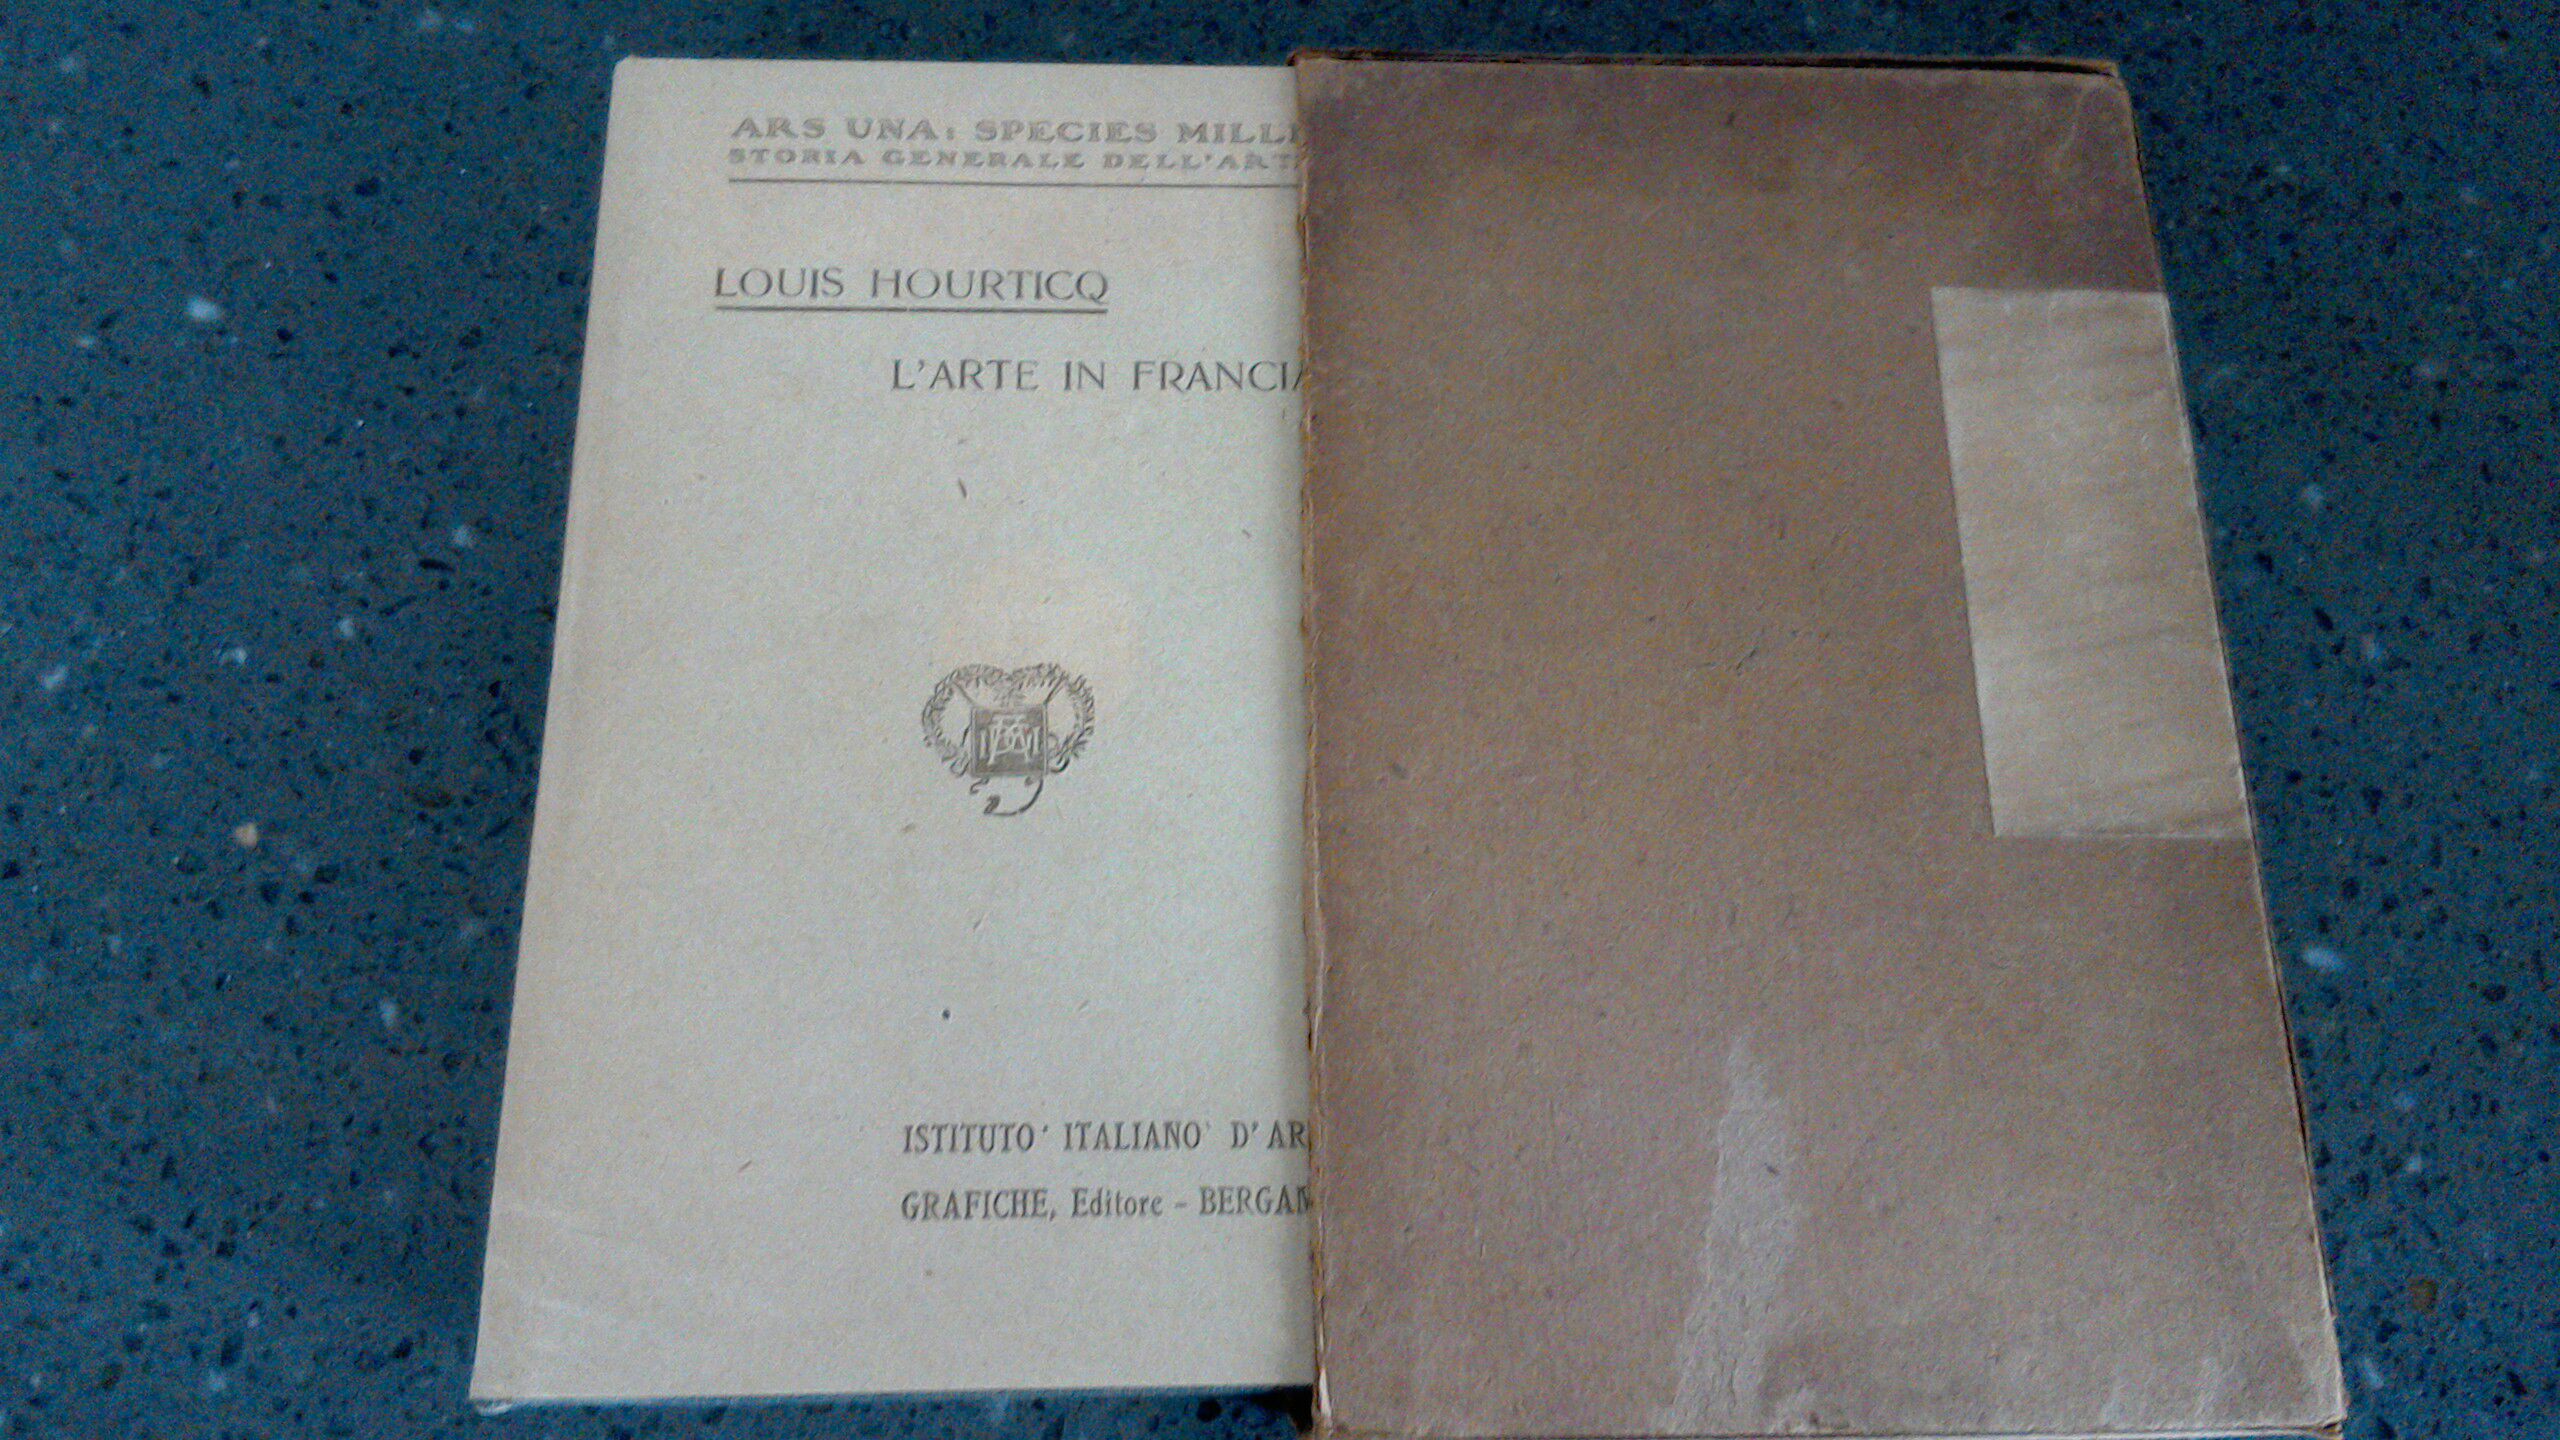 ARS UNA: SPECIES MILL
STORIA GENERALE DELL'ART
LOUIS HOURTICQ
L'ARTE IN FRANCIA
ISTITUTO ITALIANO D'AR
GRAFICHE, Editore - BERGAM